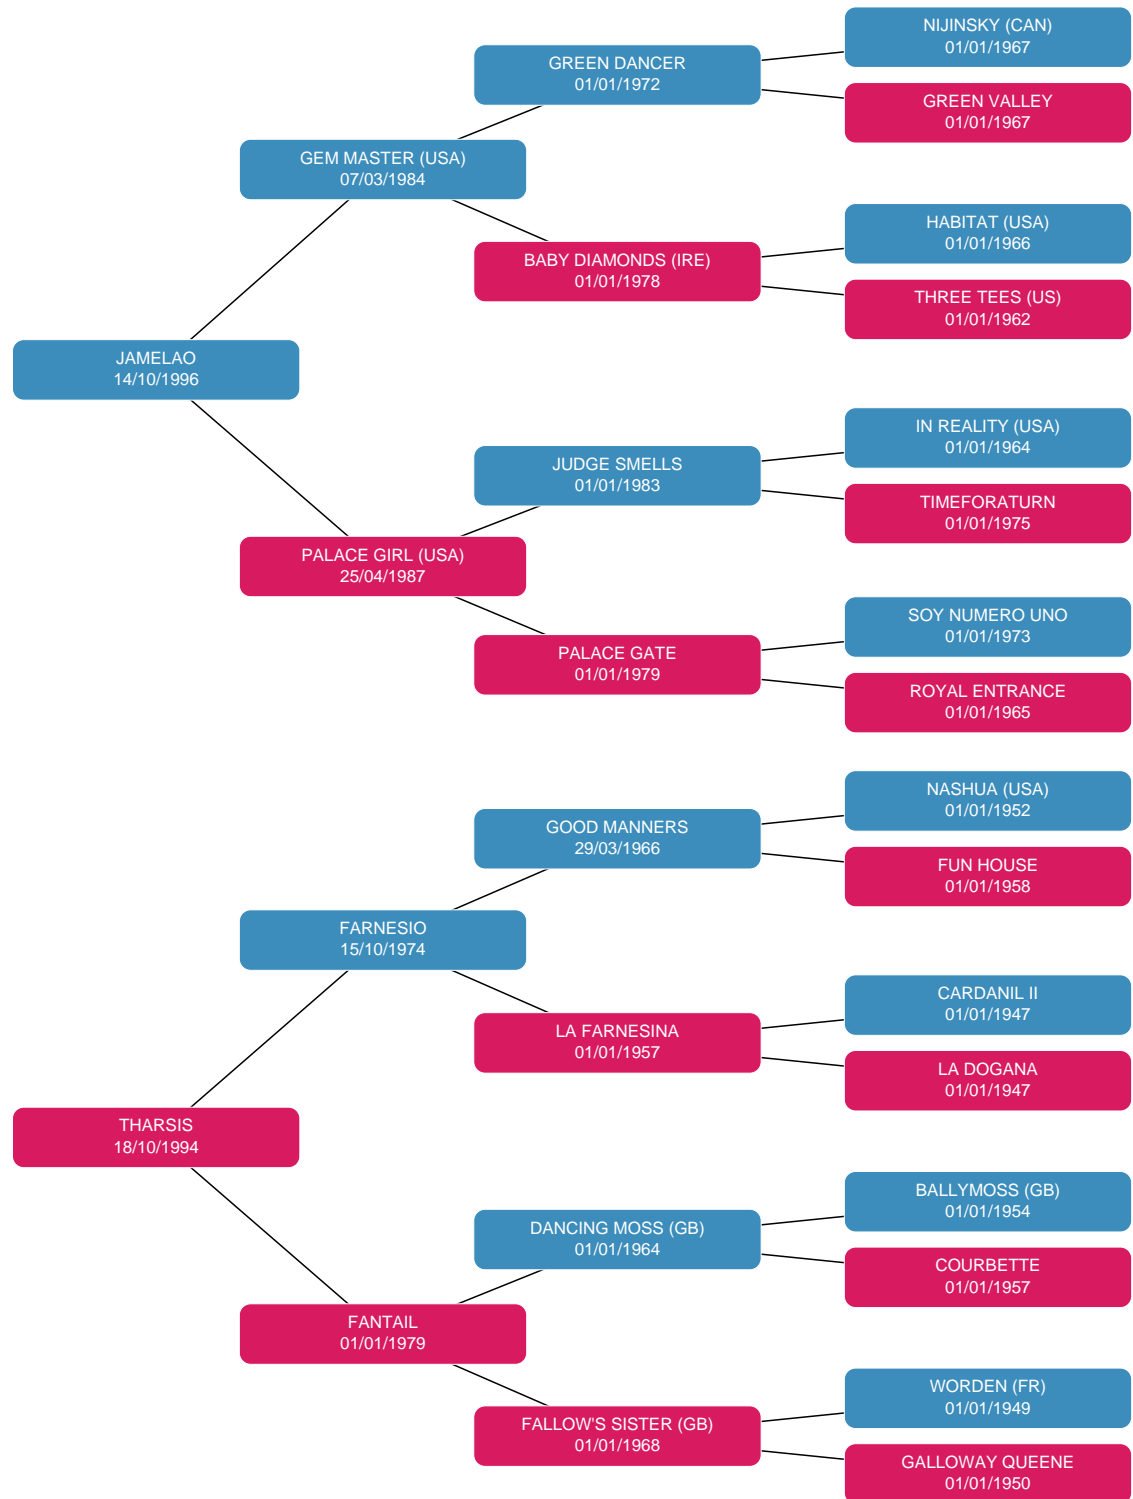 NIJINSKY (CAN)
01/01/1967
GREEN DANCER
01/01/1972
GREEN VALLEY
01/01/1967
GEM MASTER (USA)
07/03/1984
HABITAT (USA)
01/01/1966
BABY DIAMONDS (IRE)
01/01/1978
THREE TEES (US)
01/01/1962
JAMELAO
14/10/1996
IN REALITY (USA)
01/01/1964
JUDGE SMELLS
01/01/1983
TIMEFORATURN
01/01/1975
PALACE GIRL (USA)
25/04/1987
SOY NUMERO UNO
01/01/1973
PALACE GATE
01/01/1979
ROYAL ENTRANCE
01/01/1965
NASHUA (USA)
01/01/1952
GOOD MANNERS
29/03/1966
FUN HOUSE
01/01/1958
FARNESIO
15/10/1974
CARDANIL II
01/01/1947
LA FARNESINA
01/01/1957
LA DOGANA
01/01/1947
THARSIS
18/10/1994
BALLYMOSS (GB)
01/01/1954
DANCING MOSS (GB)
01/01/1964
COURBETTE
01/01/1957
FANTAIL
01/01/1979
WORDEN (FR)
01/01/1949
FALLOW'S SISTER (GB)
01/01/1968
GALLOWAY QUEENE
01/01/1950